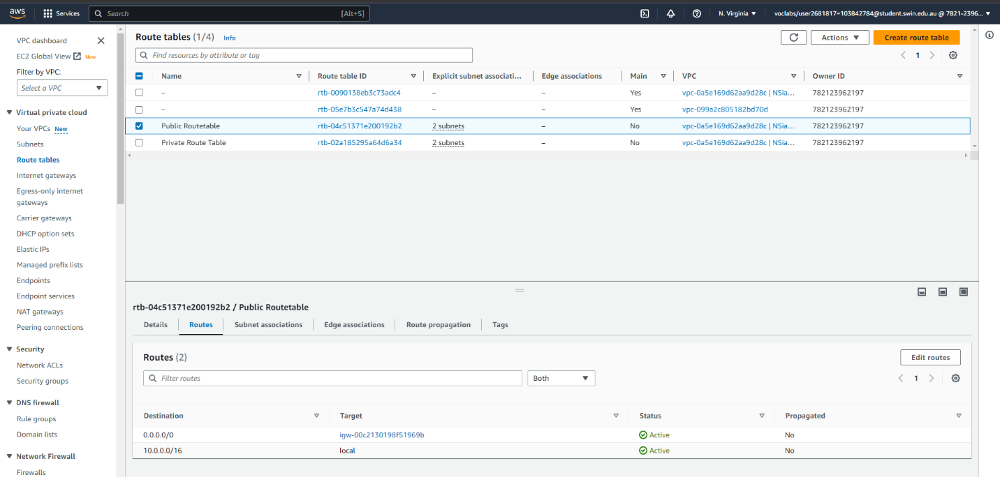 aws Services Search [Alt+S] N. Virginia voclabs/user2681817=103842784@student.swin.edu.au @ 7821-2396...
VPC dashboard
EC2 Global View New
Filter by VPC:
Select a VPC
Virtual private cloud
Your VPCs New
Subnets
Route tables
Internet gateways
Egress-only internet
gateways
Carrier gateways
DHCP option sets
Elastic IPs
Managed prefix lists
Endpoints
Endpoint services
NAT gateways
Peering connections
Security
Network ACLs
Security groups
DNS firewall
Rule groups
Domain lists
Network Firewall
Firewalls
Route tables (1/4) Info Actions Create route table
Find resources by attribute or tag 1
Name Route table ID Explicit subnet associati... Edge associations Main VPC Owner ID
– rtb-0090138eb3c73adc4 – – Yes vpc-0a5e169d62aa9d28c | NSia... 782123962197
– rtb-05e7b3c547a74d438 – – Yes vpc-099a2c805182bd70d 782123962197
Public Routetable rtb-04c51371e200192b2 2 subnets – No vpc-0a5e169d62aa9d28c | NSia... 782123962197
Private Route Table rtb-02a185295a64d6a34 2 subnets – No vpc-0a5e169d62aa9d28c | NSia... 782123962197
rtb-04c51371e200192b2 / Public Routetable
Details Routes Subnet associations Edge associations Route propagation Tags
Routes (2) Edit routes
Filter routes Both 1
Destination Target Status Propagated
0.0.0.0/0 igw-00c2130198f51969b Active No
10.0.0.0/16 local Active No